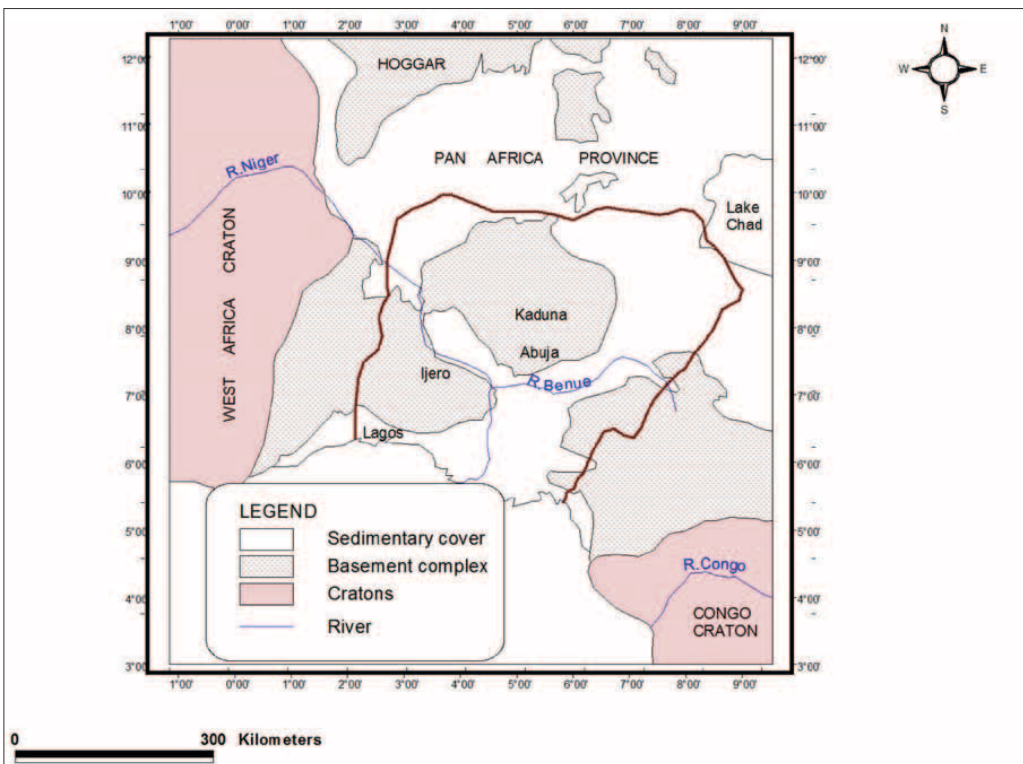 1°00' 0°00' 1°00' 2°00' 3°00' 4°00' 5°00' 6°00' 7°00' 8°00' 9°00'
N
W E
S
12°00' 12°00'
HOGGAR
11°00' 11°00'
PAN AFRICA PROVINCE
R.Niger
10°00' 10°00'
Lake
Chad
WEST AFRICA CRATON
9°00' 9°00'
Kaduna
8°00' 8°00'
Abuja
Ijero
R.Benue
7°00' 7°00'
Lagos
6°00' 6°00'
LEGEND
Sedimentary cover
Basement complex
Cratons
River
5°00' 5°00'
R.Congo
4°00' 4°00'
CONGO
CRATON
3°00' 3°00'
1°00' 0°00' 1°00' 2°00' 3°00' 4°00' 5°00' 6°00' 7°00' 8°00' 9°00'
0 300 Kilometers